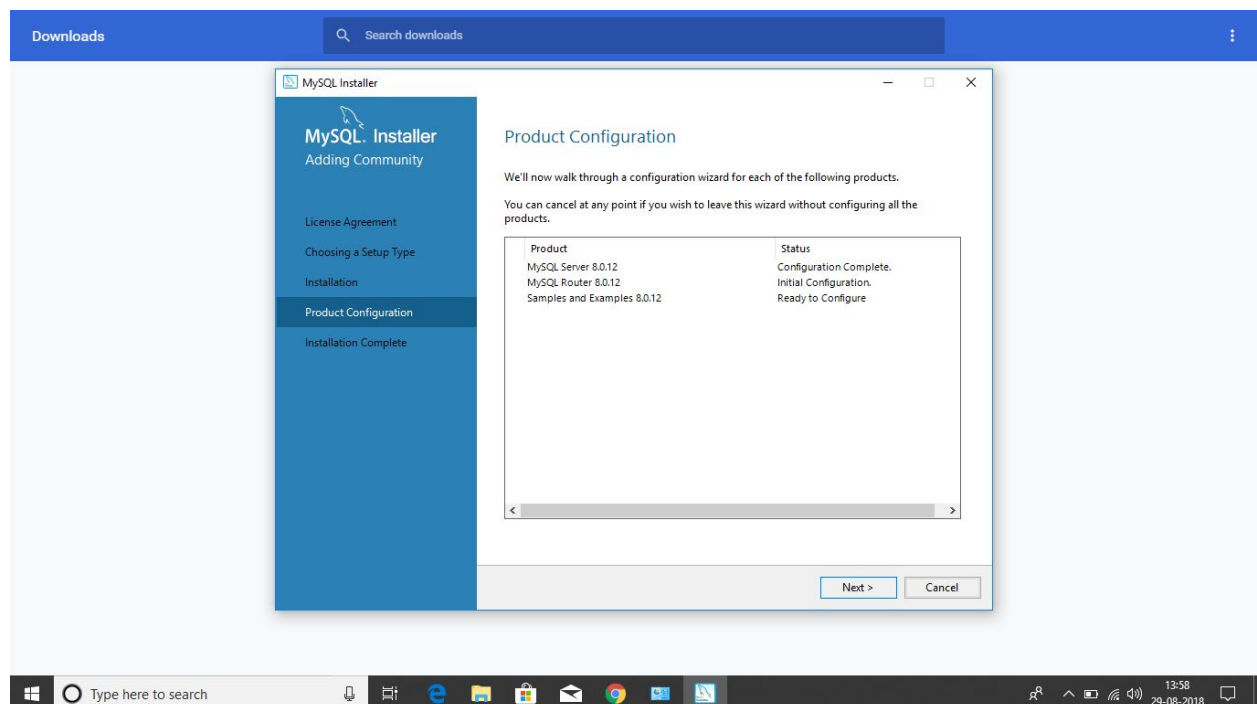 Downloads
Search downloads
MySQL Installer
MySQL. Installer
Adding Community
License Agreement
Choosing a Setup Type
Installation
Product Configuration
Installation Complete
Product Configuration
We'll now walk through a configuration wizard for each of the following products.
You can cancel at any point if you wish to leave this wizard without configuring all the
products.
Product Status
MySQL Server 8.0.12 Configuration Complete.
MySQL Router 8.0.12 Initial Configuration.
Samples and Examples 8.0.12 Ready to Configure
Next > Cancel
Type here to search
13:58
29-08-2018